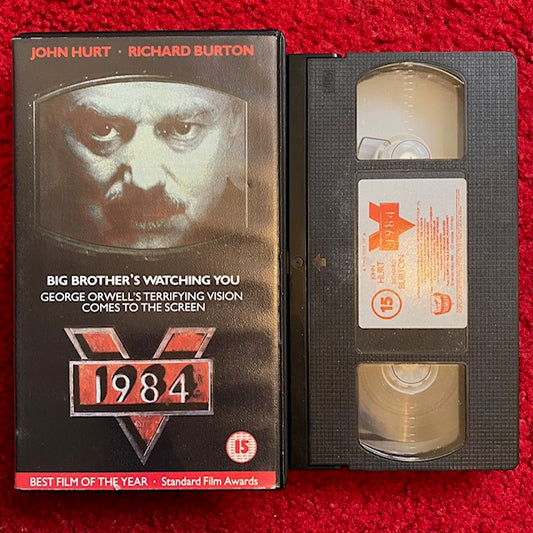 JOHN HURT · RICHARD BURTON
BIG BROTHER'S WATCHING YOU
GEORGE ORWELL'S TERRIFYING VISION
COMES TO THE SCREEN
1984
15
BEST FILM OF THE YEAR · Standard Film Awards
1984
JOHN
HURT
RICHARD
BURTON
15